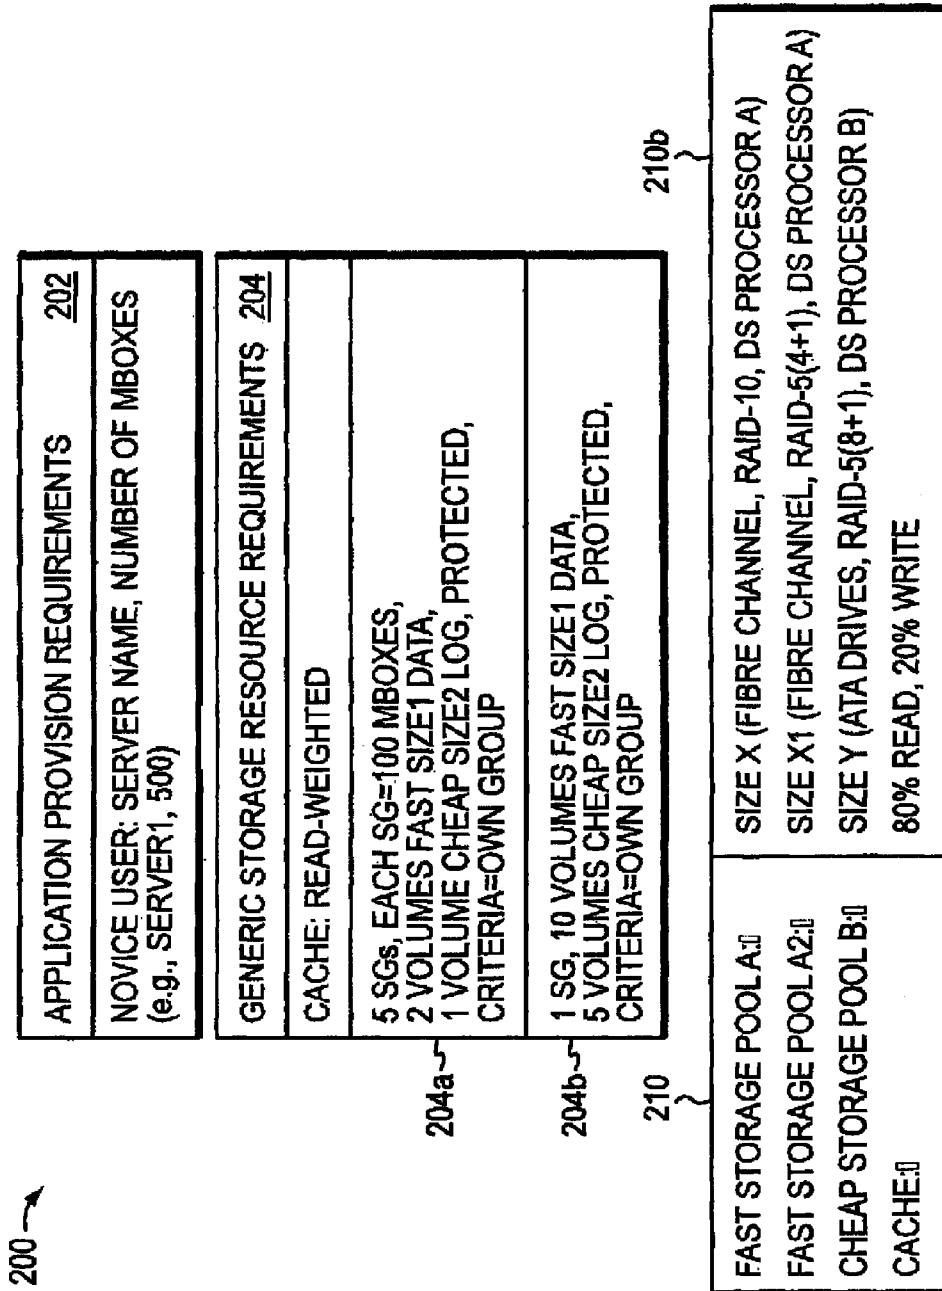 200
APPLICATION PROVISION REQUIREMENTS 202
NOVICE USER: SERVER NAME, NUMBER OF MBOXES
(e.g., SERVER1, 500)
GENERIC STORAGE RESOURCE REQUIREMENTS 204
CACHE: READ-WEIGHTED
204a
5 SGs, EACH SG=100 MBOXES,
2 VOLUMES FAST SIZE1 DATA,
1 VOLUME CHEAP SIZE2 LOG, PROTECTED,
CRITERIA=OWN GROUP
204b
1 SG, 10 VOLUMES FAST SIZE1 DATA,
5 VOLUMES CHEAP SIZE2 LOG, PROTECTED,
CRITERIA=OWN GROUP
210
210b
FAST STORAGE POOL A:▯ SIZE X (FIBRE CHANNEL, RAID-10, DS PROCESSOR A)
FAST STORAGE POOL A2:▯ SIZE X1 (FIBRE CHANNEL, RAID-5(4+1), DS PROCESSOR A)
CHEAP STORAGE POOL B:▯ SIZE Y (ATA DRIVES, RAID-5(8+1), DS PROCESSOR B)
CACHE:▯ 80% READ, 20% WRITE